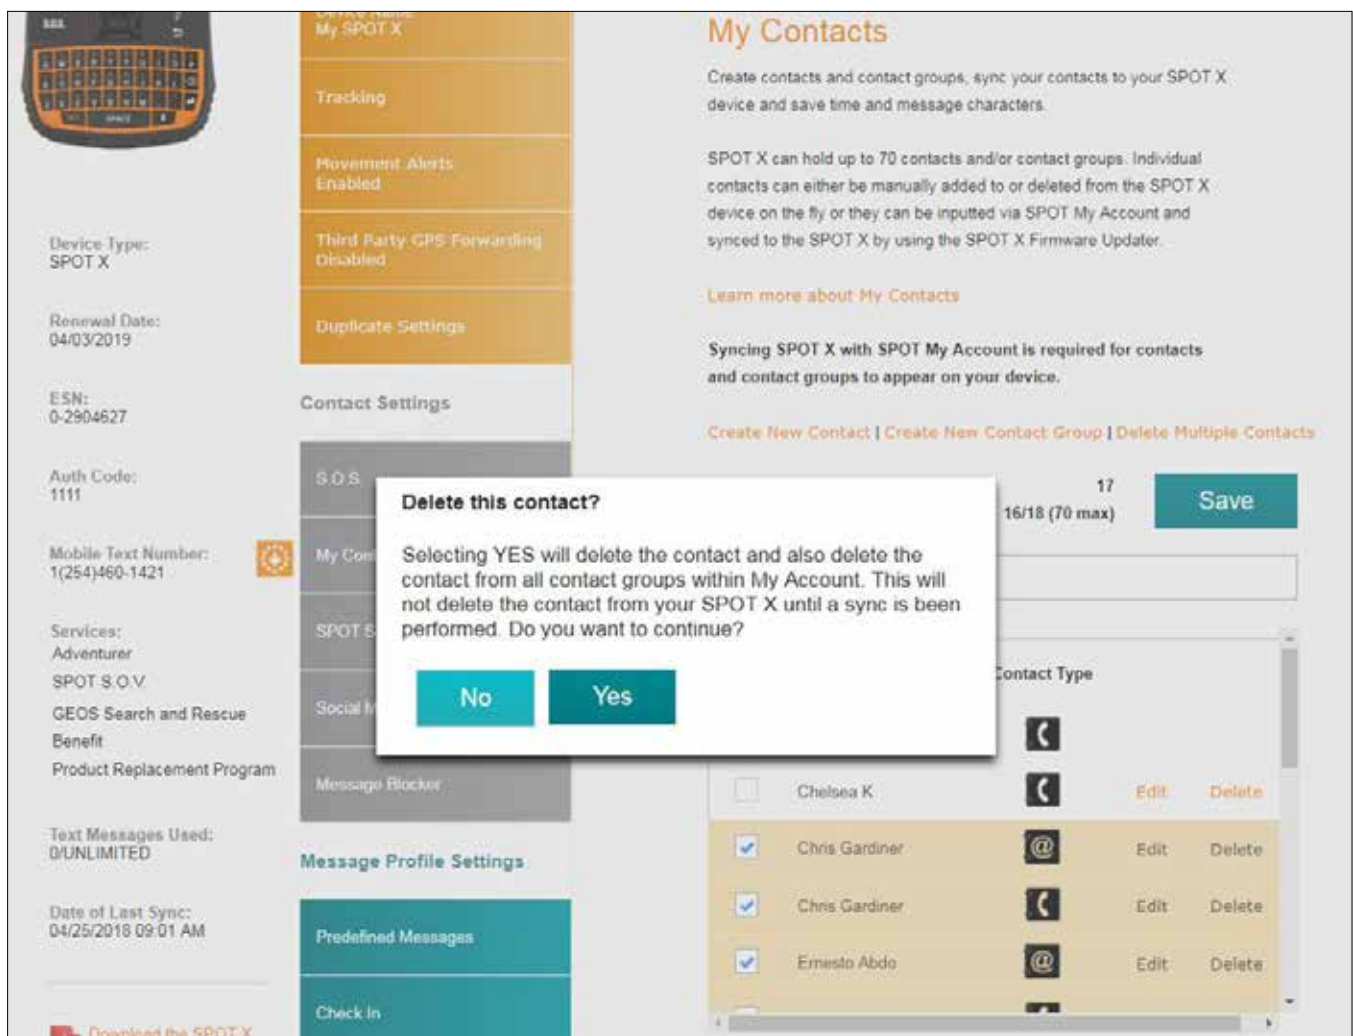 S.O.S.
SPACE
Device Type:
SPOT X
Renewal Date:
04/03/2019
ESN:
0-2904627
Auth Code:
1111
Mobile Text Number:
1(254)460-1421
Services:
Adventurer
SPOT S.O.V.
GEOS Search and Rescue
Benefit
Product Replacement Program
Text Messages Used:
0/UNLIMITED
Date of Last Sync:
04/25/2018 09:01 AM
Download the SPOT X
Device Name
My SPOT X
Tracking
Movement Alerts
Enabled
Third Party GPS Forwarding
Disabled
Duplicate Settings
Contact Settings
S.O.S.
My Con
SPOT S
Social M
Message Blocker
Message Profile Settings
Predefined Messages
Check In
My Contacts
Create contacts and contact groups, sync your contacts to your SPOT X
device and save time and message characters.
SPOT X can hold up to 70 contacts and/or contact groups. Individual
contacts can either be manually added to or deleted from the SPOT X
device on the fly or they can be inputted via SPOT My Account and
synced to the SPOT X by using the SPOT X Firmware Updater.
Learn more about My Contacts
Syncing SPOT X with SPOT My Account is required for contacts
and contact groups to appear on your device.
Create New Contact | Create New Contact Group | Delete Multiple Contacts
17
16/18 (70 max)
Save
Delete this contact?
Selecting YES will delete the contact and also delete the
contact from all contact groups within My Account. This will
not delete the contact from your SPOT X until a sync is been
performed. Do you want to continue?
No Yes
Contact Type
Chelsea K Edit Delete
Chris Gardiner @ Edit Delete
Chris Gardiner Edit Delete
Ernesto Abdo @ Edit Delete